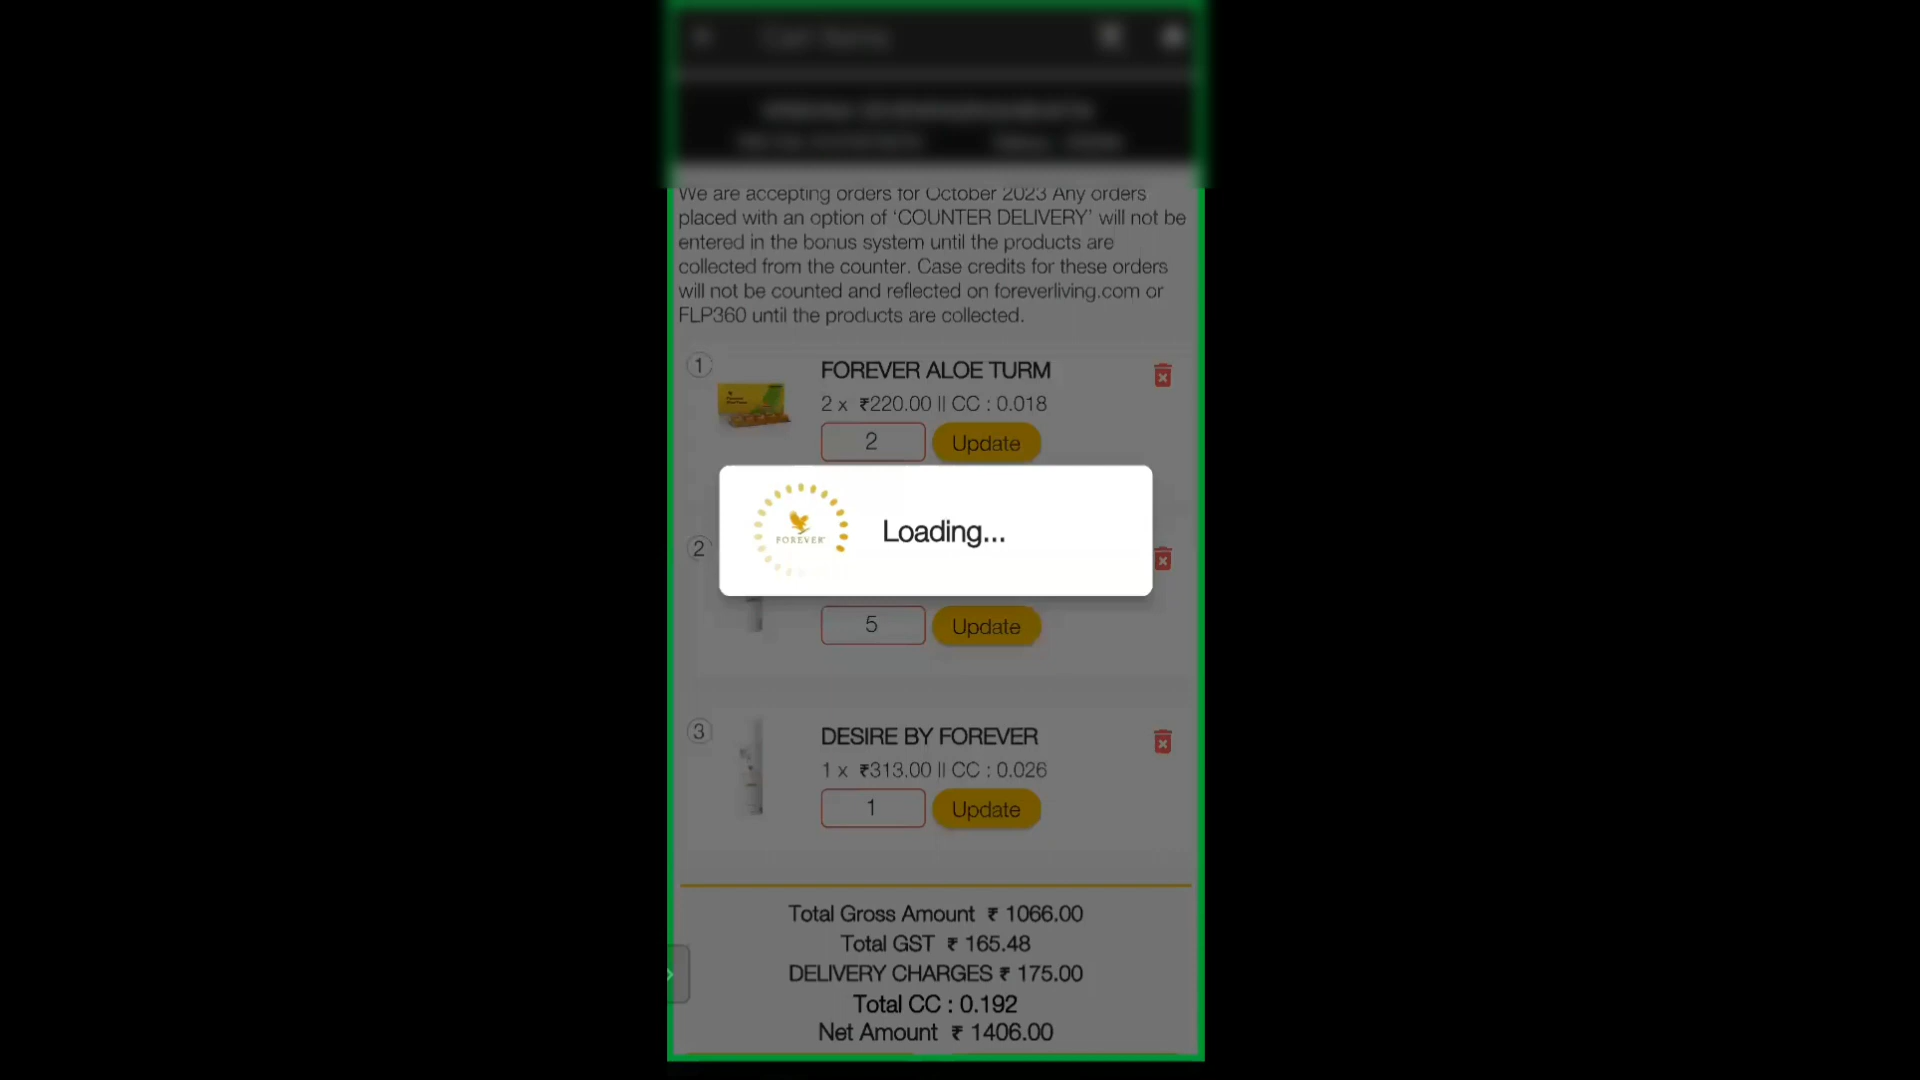 We are accepting orders for October 2023 Any orders
placed with an option of 'COUNTER DELIVERY' will not be
entered in the bonus system until the products are
collected from the counter. Case credits for these orders
will not be counted and reflected on foreverliving.com or
FLP360 until the products are collected.
1
FOREVER ALOE TURM
2 x ₹220.00 || CC : 0.018
2 Update
FOREVER
Loading...
2
5 Update
3
DESIRE BY FOREVER
1 x ₹313.00 || CC : 0.026
1 Update
Total Gross Amount ₹ 1066.00
Total GST ₹ 165.48
DELIVERY CHARGES ₹ 175.00
Total CC : 0.192
Net Amount ₹ 1406.00